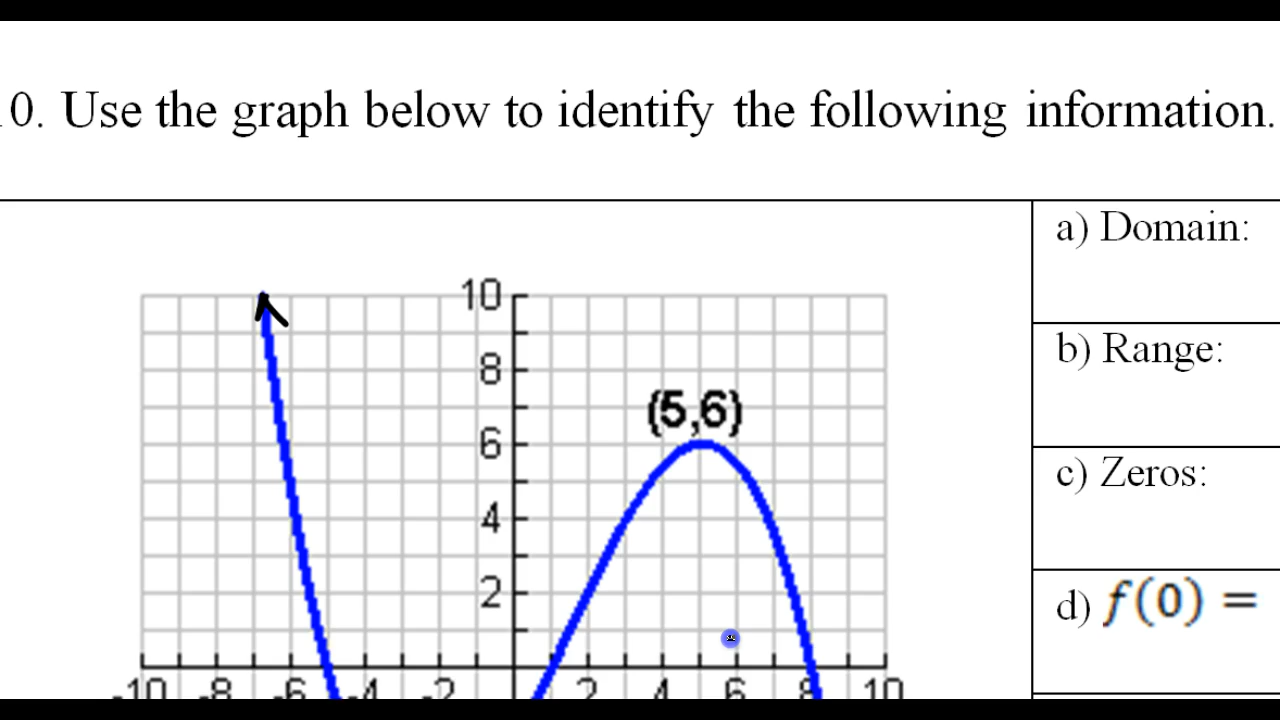 0. Use the graph below to identify the following information.
a) Domain:
10
b) Range:
8
(5,6)
6
c) Zeros:
4
2
d) f(0) =
-10 -8 -6 -4 -2 2 4 6 8 10